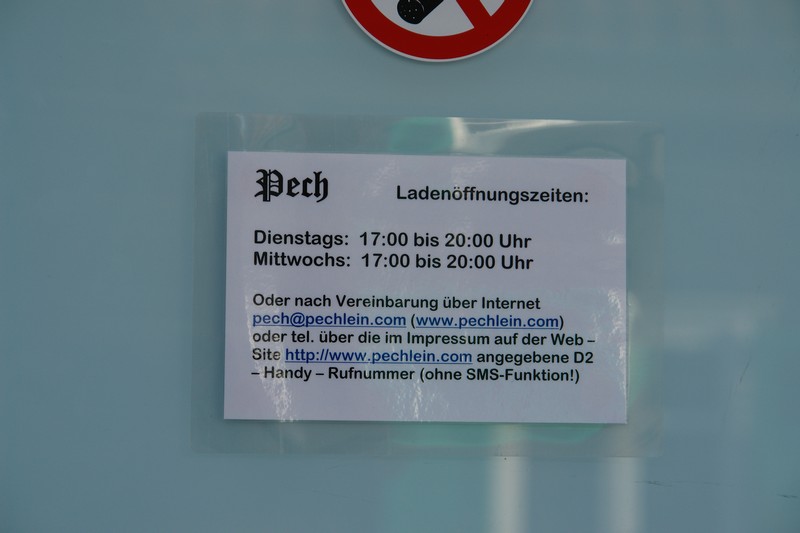 Pech
Ladenöffnungszeiten:
Dienstags: 17:00 bis 20:00 Uhr
Mittwochs: 17:00 bis 20:00 Uhr
Oder nach Vereinbarung über Internet
pech@pechlein.com (www.pechlein.com)
oder tel. über die im Impressum auf der Web –
Site http://www.pechlein.com angegebene D2
– Handy – Rufnummer (ohne SMS-Funktion!)